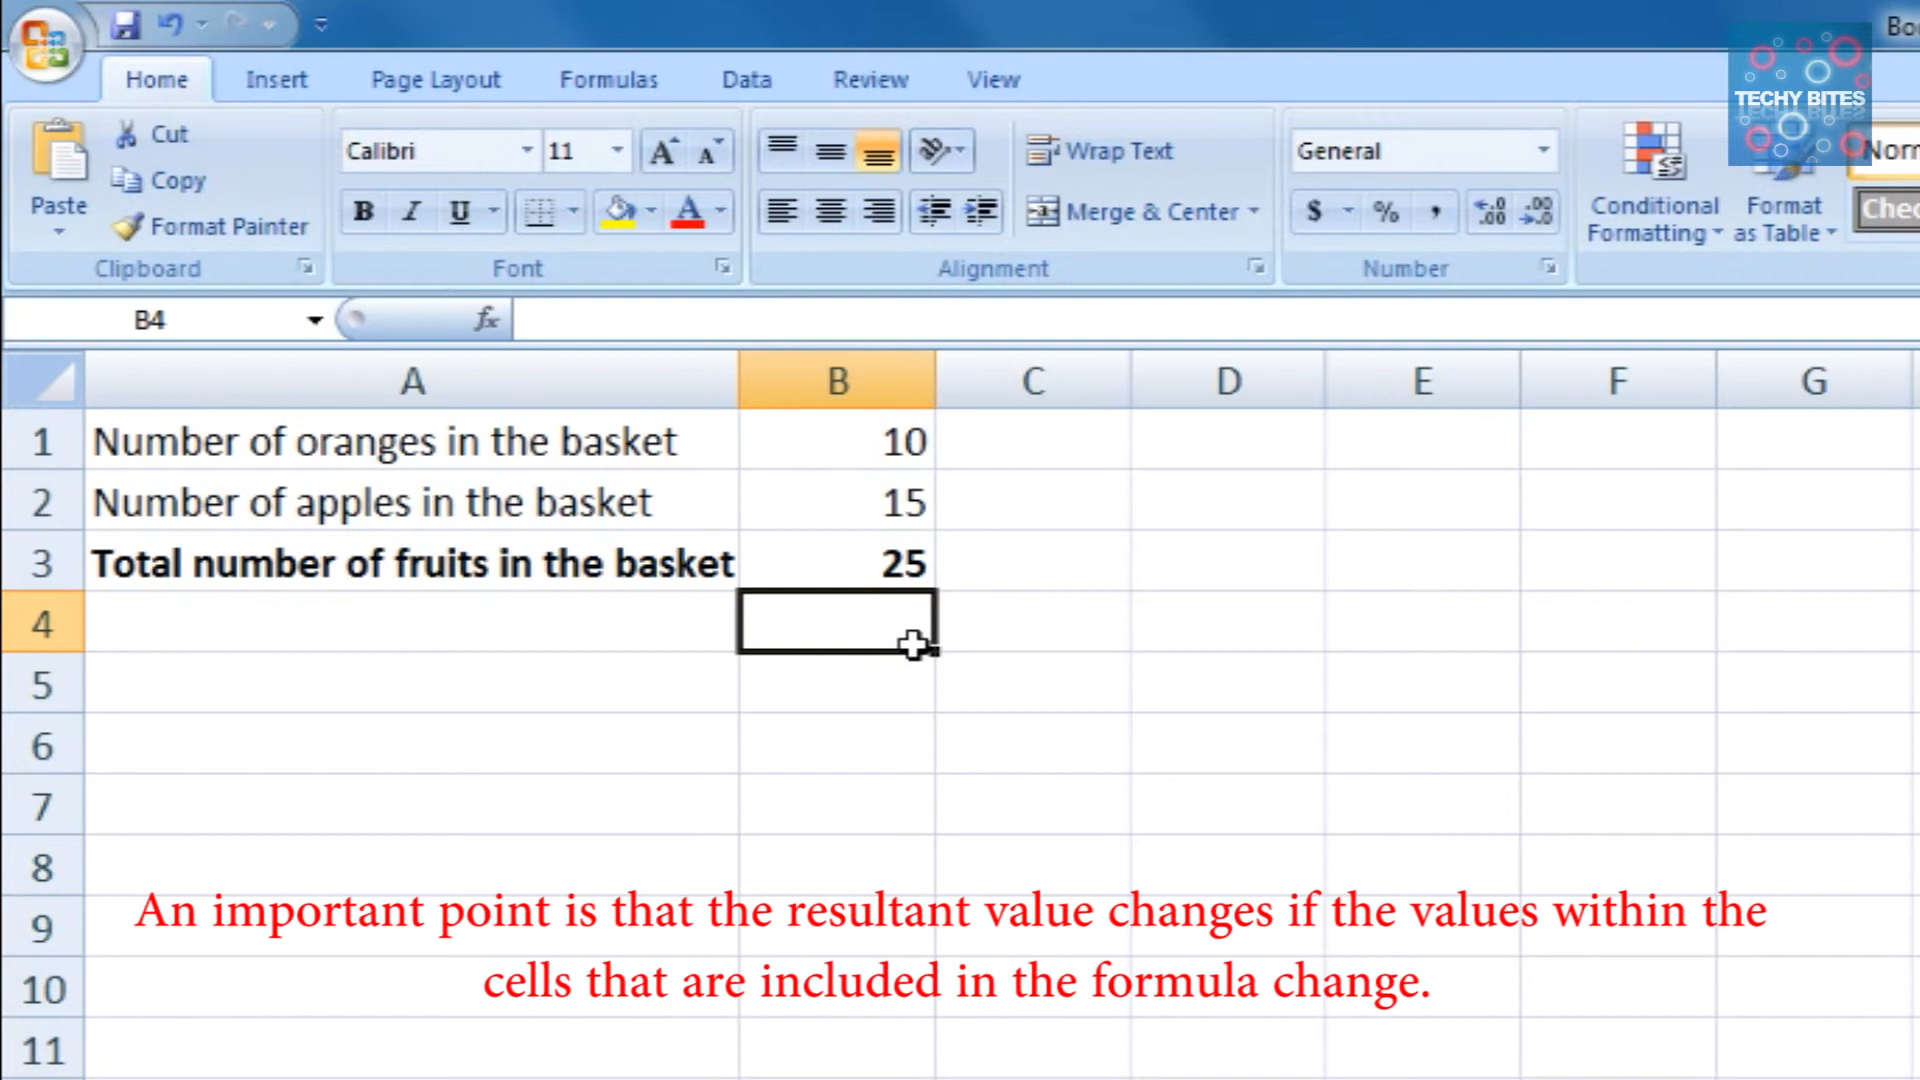 Boo
TECHY BITES
Home Insert Page Layout Formulas Data Review View
Cut
Copy
Format Painter
Paste
Clipboard
Calibri 11
B I U A
Font
Wrap Text
Merge & Center
Alignment
General
$ % ,
Number
Conditional Formatting
Format as Table
Norn
Chec
B4 fx
A B C D E F G
1 Number of oranges in the basket 10
2 Number of apples in the basket 15
3 Total number of fruits in the basket 25
4
5
6
7
8
9
10
11
An important point is that the resultant value changes if the values within the
cells that are included in the formula change.